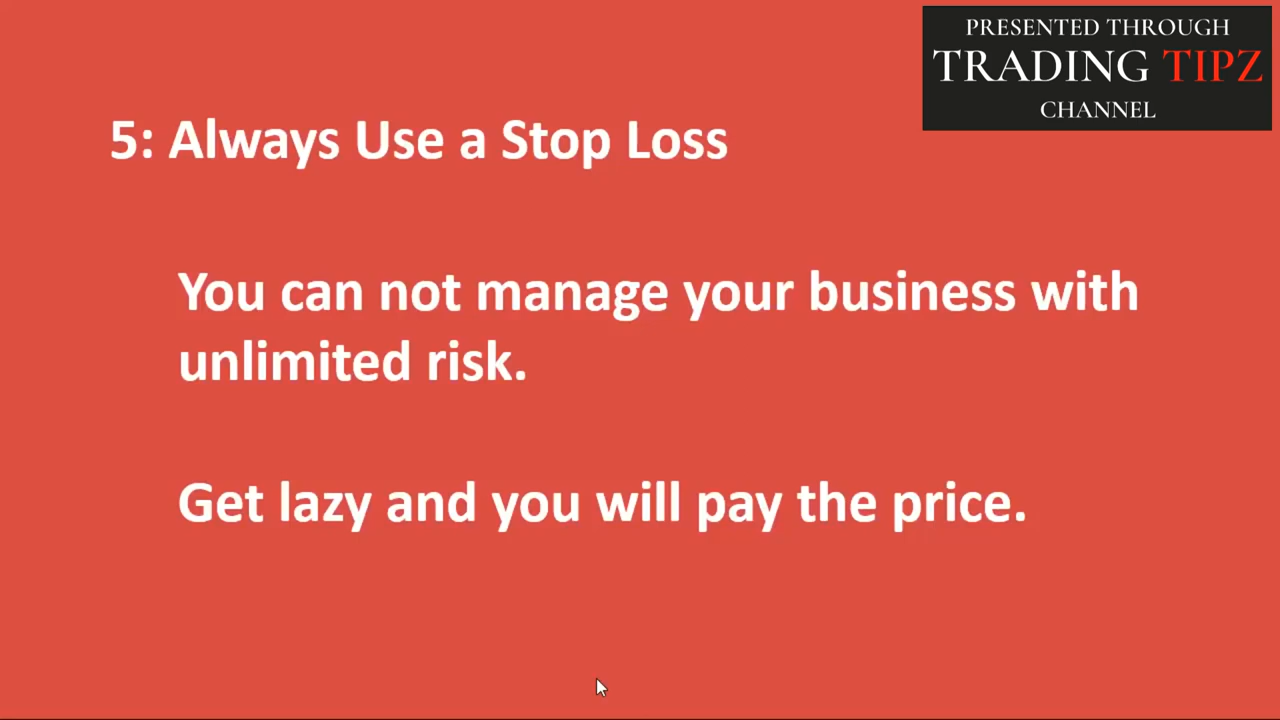 PRESENTED THROUGH
TRADING TIPZ
CHANNEL
5: Always Use a Stop Loss
You can not manage your business with
unlimited risk.
Get lazy and you will pay the price.